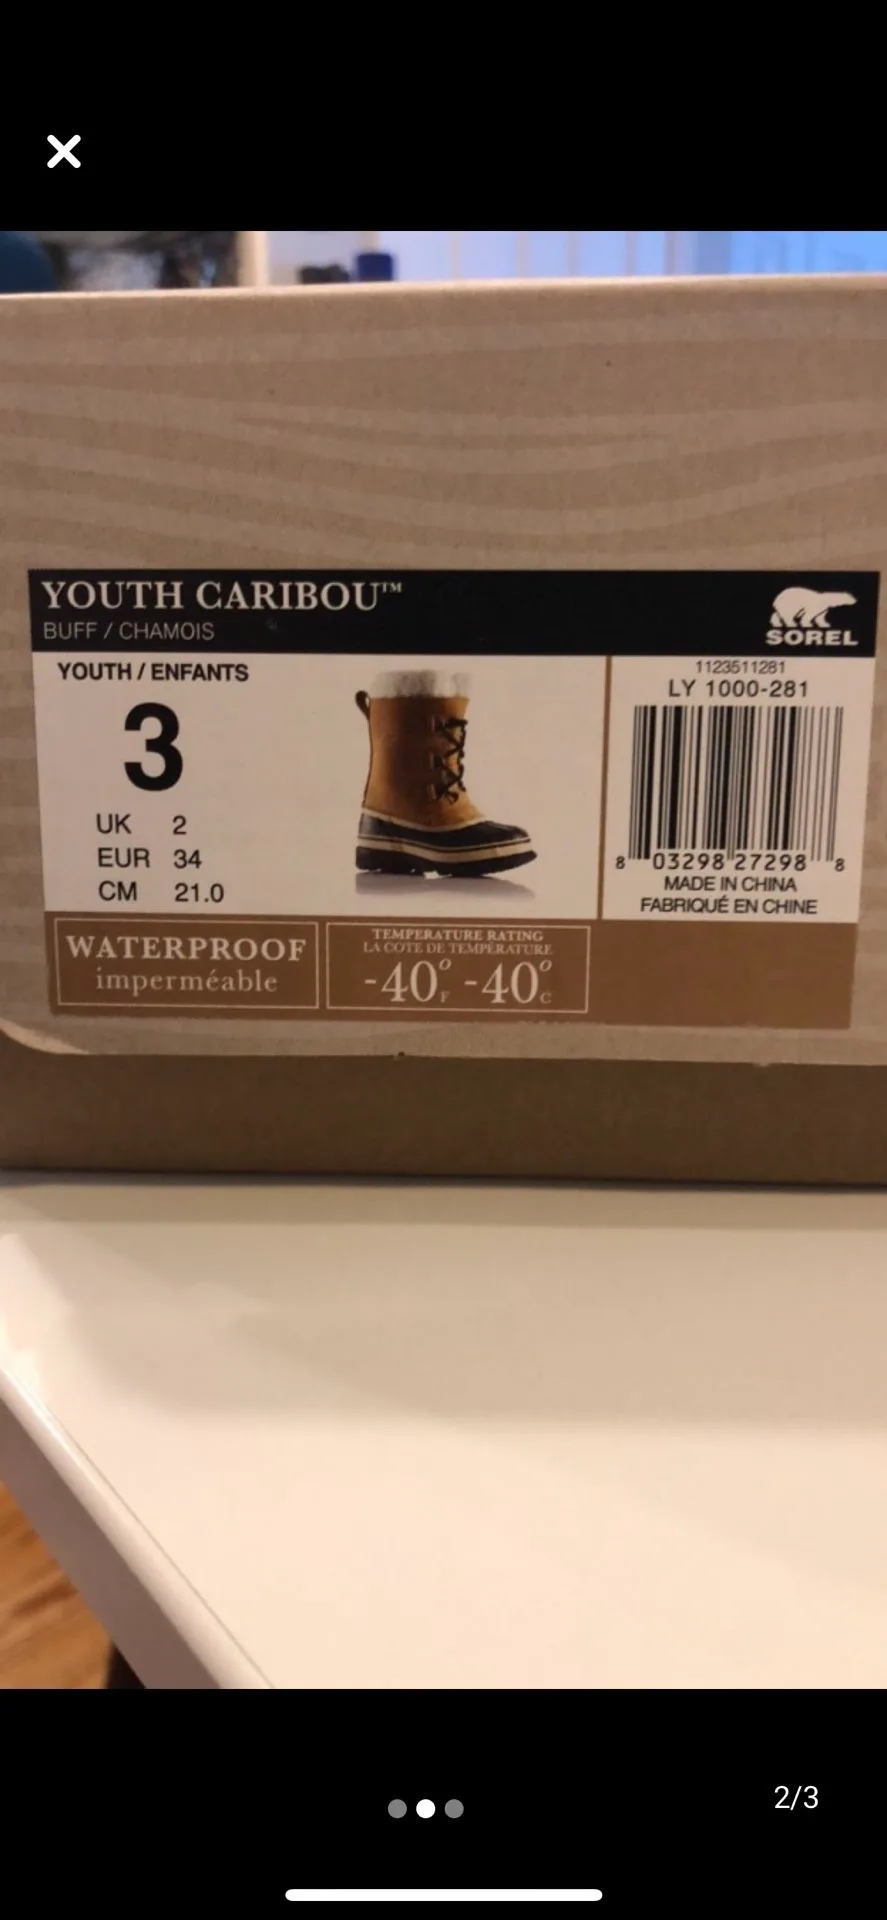 YOUTH CARIBOU™
BUFF / CHAMOIS
SOREL
YOUTH / ENFANTS
3
UK 2
EUR 34
CM 21.0
1123511281
LY 1000-281
8 03298 27298 8
MADE IN CHINA
FABRIQUÉ EN CHINE
WATERPROOF
imperméable
TEMPERATURE RATING
LA COTE DE TEMPÉRATURE
-40°F -40°C
2/3